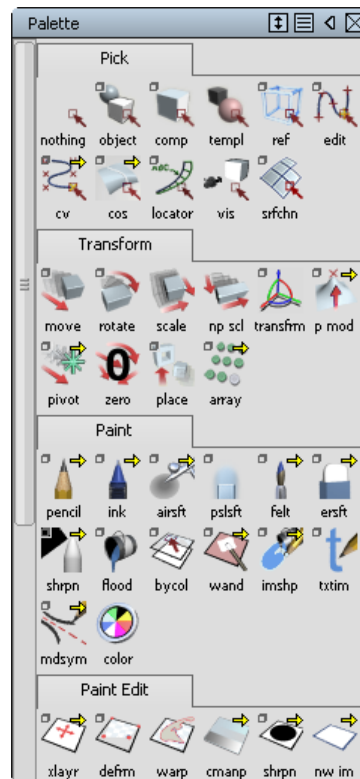 Palette
Pick
nothing object comp templ ref edit
cv cos locator vis srfchn
Transform
move rotate scale np scl transfrm p mod
pivot zero place array
Paint
pencil ink airsft pslsft felt ersft
shrpn flood bycol wand imshp txtim
mdsym color
Paint Edit
xlayr defrm warp cmanp shrpn nw im